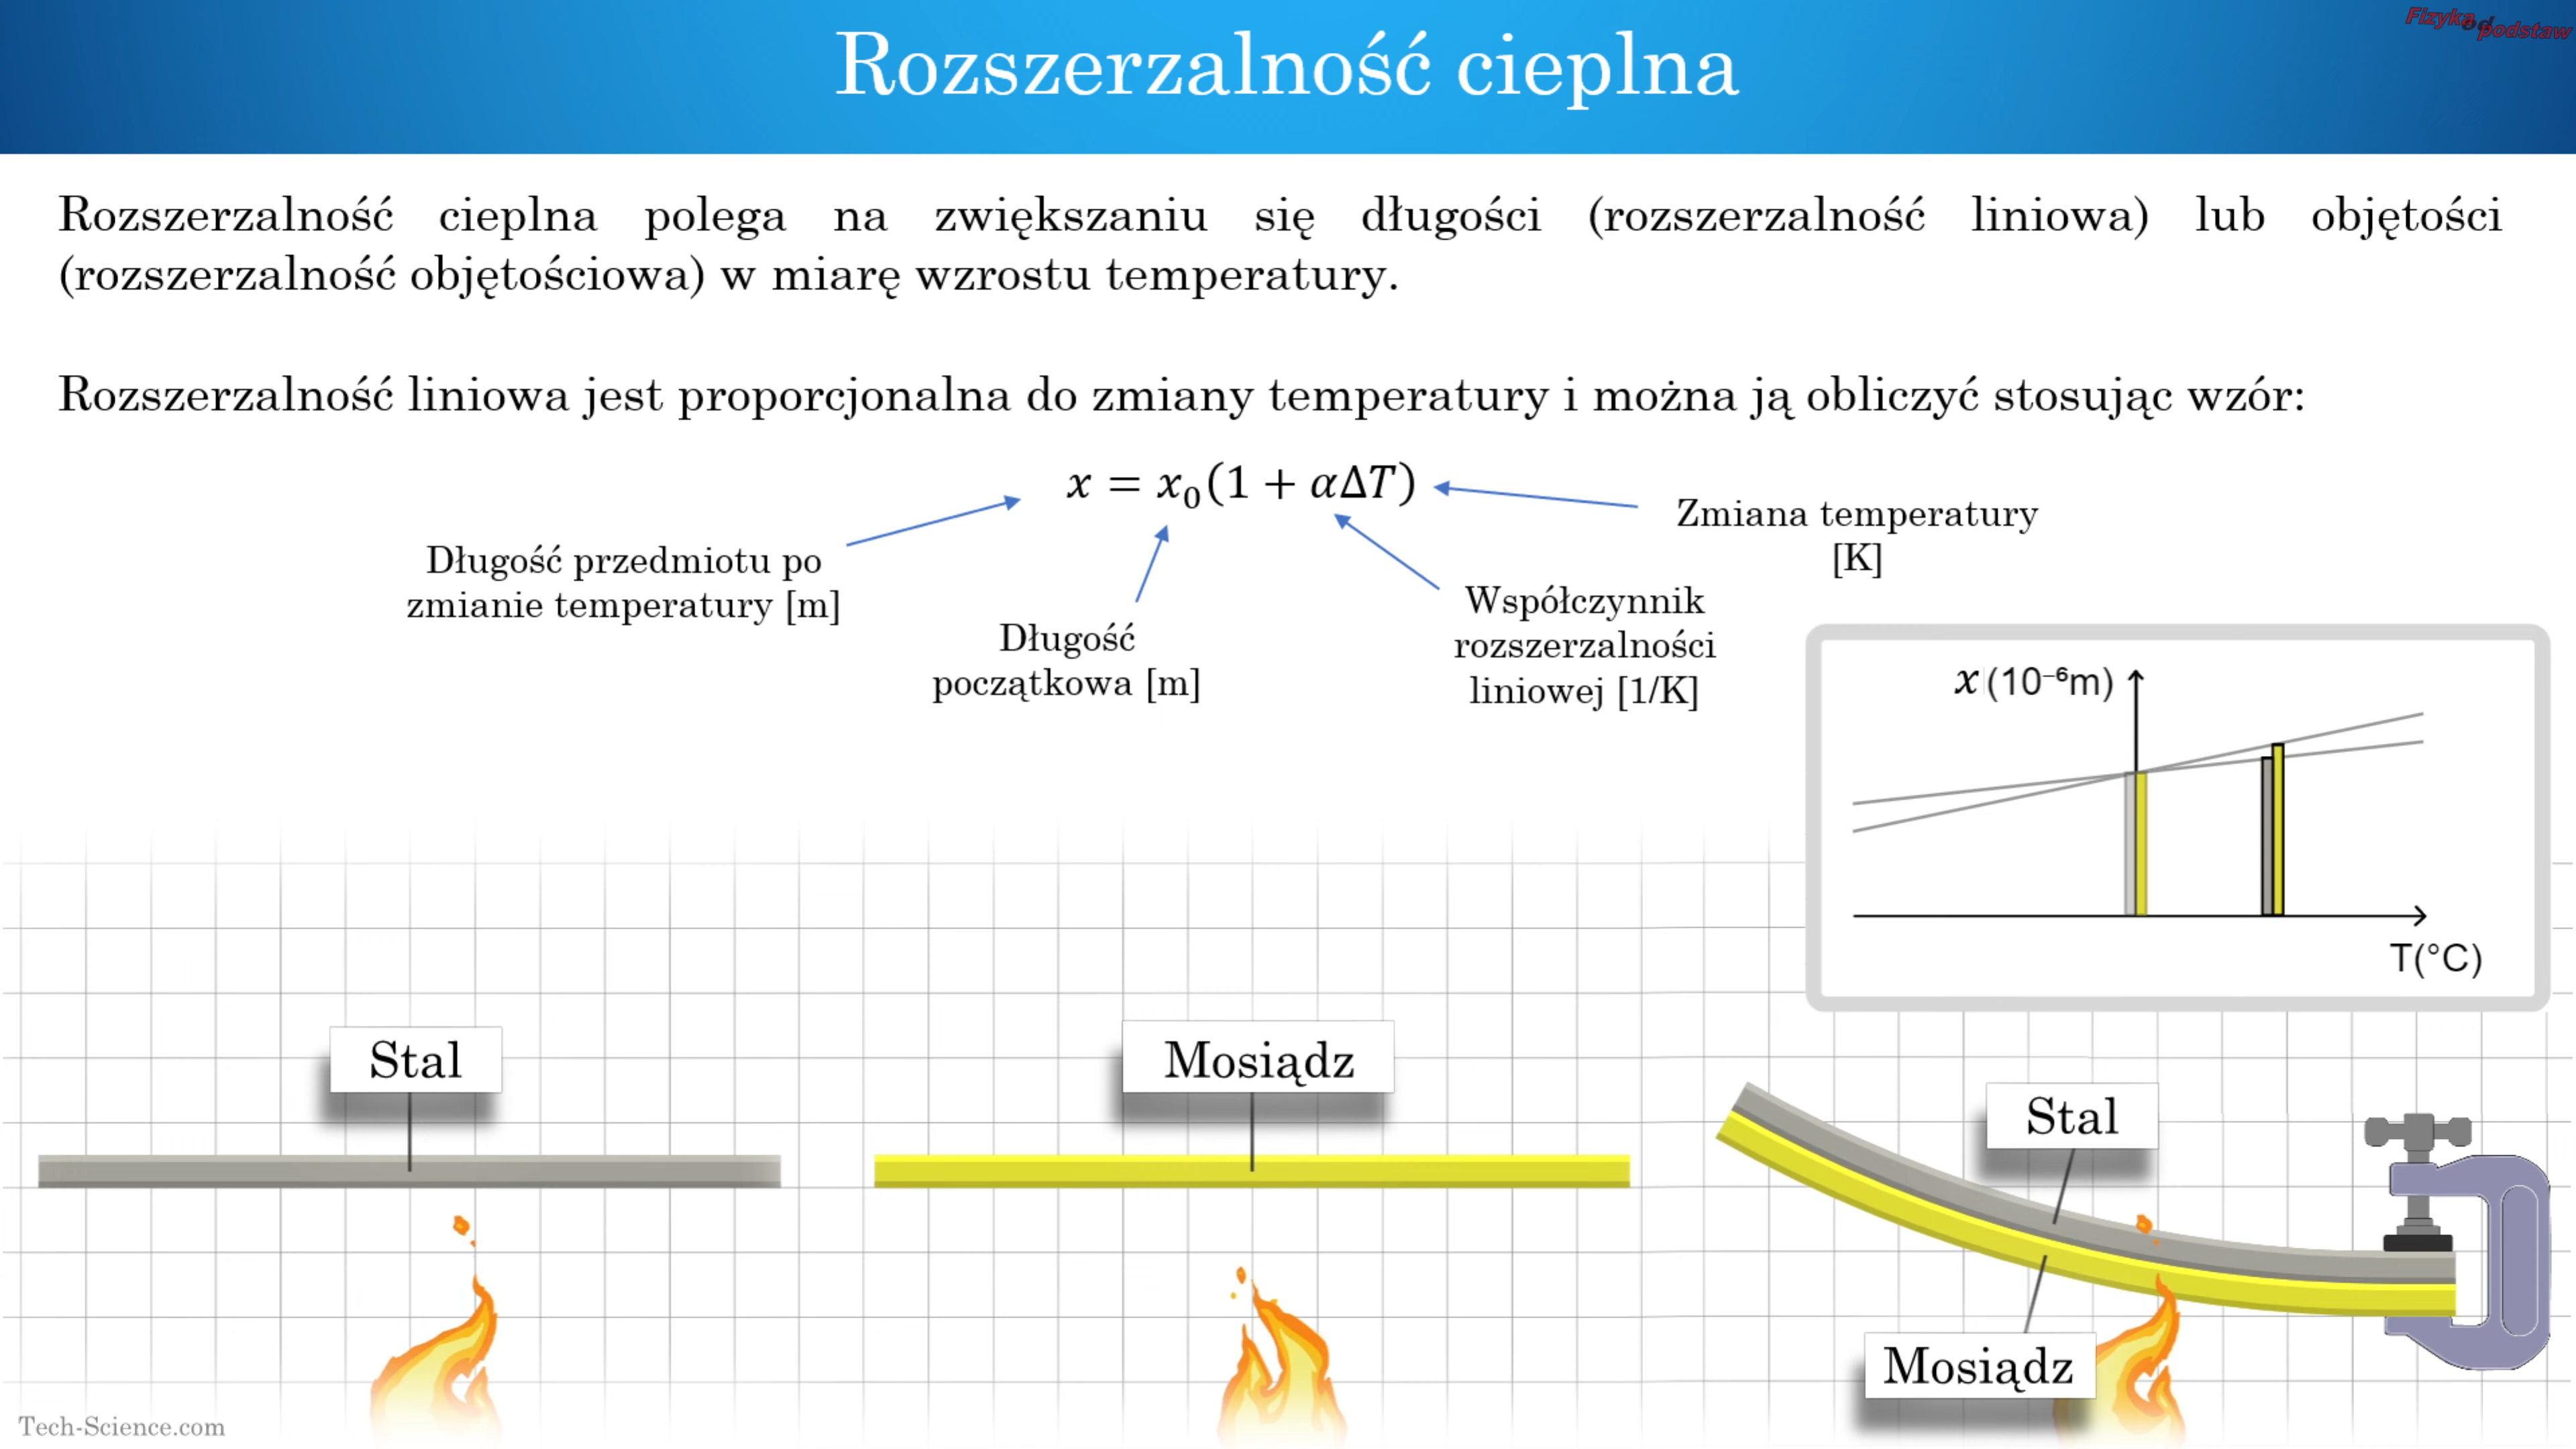 Rozszerzalność cieplna
Fizyka od podstaw
Rozszerzalność cieplna polega na zwiększaniu się długości (rozszerzalność liniowa) lub objętości
(rozszerzalność objętościowa) w miarę wzrostu temperatury.
Rozszerzalność liniowa jest proporcjonalna do zmiany temperatury i można ją obliczyć stosując wzór:
x = x₀(1 + αΔT)
Długość przedmiotu po
zmianie temperatury [m]
Długość
początkowa [m]
Współczynnik
rozszerzalności
liniowej [1/K]
Zmiana temperatury
[K]
x (10⁻⁶m)
T(°C)
Stal
Mosiądz
Stal
Mosiądz
Tech-Science.com